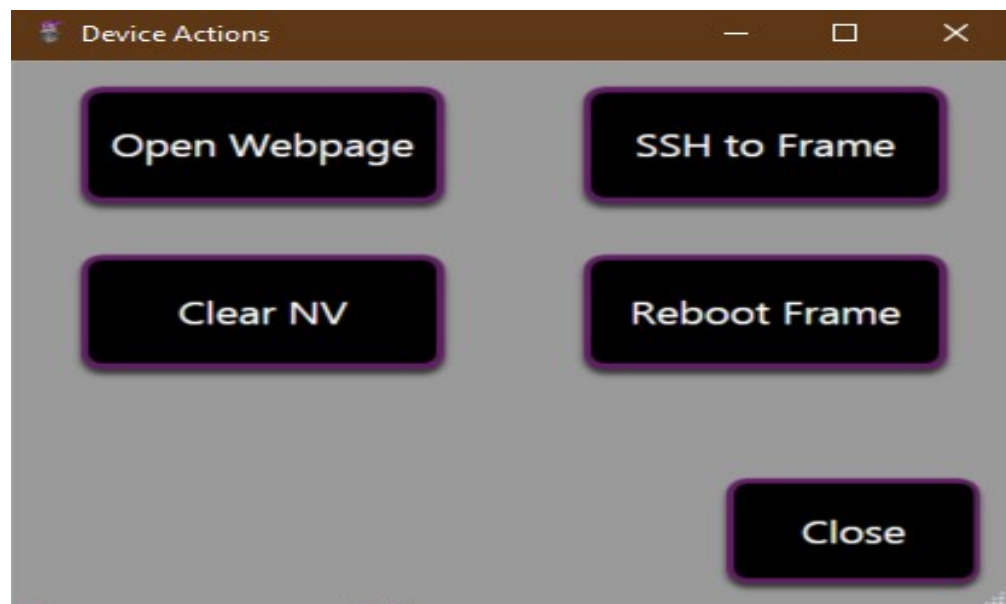 Device Actions
Open Webpage
SSH to Frame
Clear NV
Reboot Frame
Close